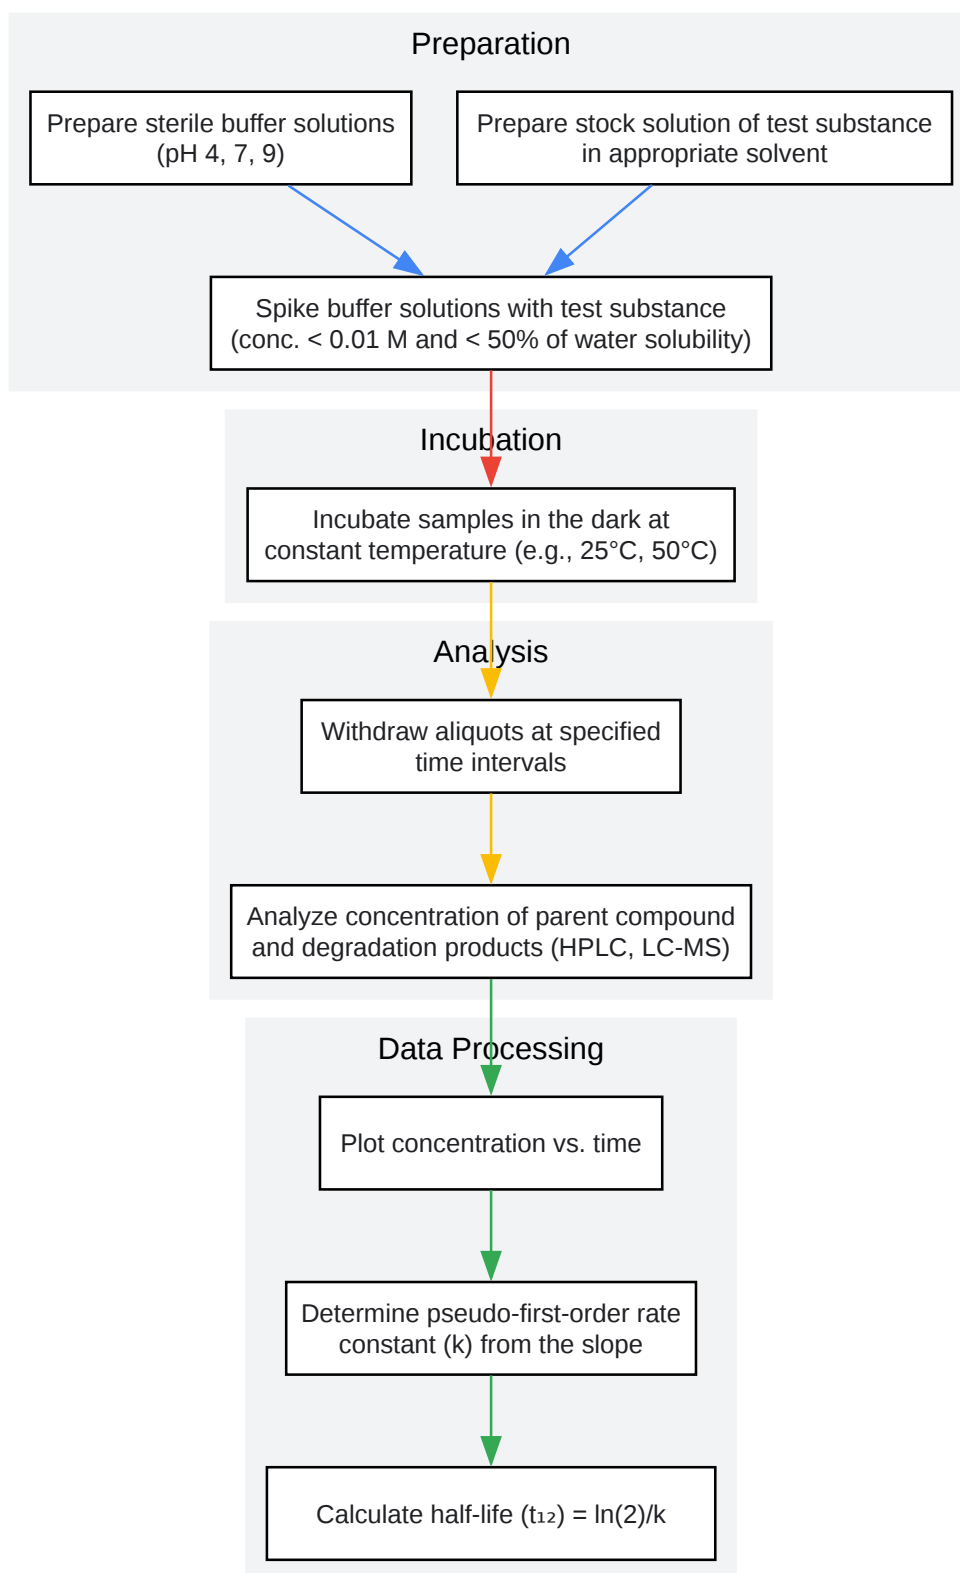 Preparation
Prepare sterile buffer solutions
(pH 4, 7, 9)
Prepare stock solution of test substance
in appropriate solvent
Spike buffer solutions with test substance
(conc. < 0.01 M and < 50% of water solubility)
Incubation
Incubate samples in the dark at
constant temperature (e.g., 25°C, 50°C)
Analysis
Withdraw aliquots at specified
time intervals
Analyze concentration of parent compound
and degradation products (HPLC, LC-MS)
Data Processing
Plot concentration vs. time
Determine pseudo-first-order rate
constant (k) from the slope
Calculate half-life (t₁₂) = ln(2)/k